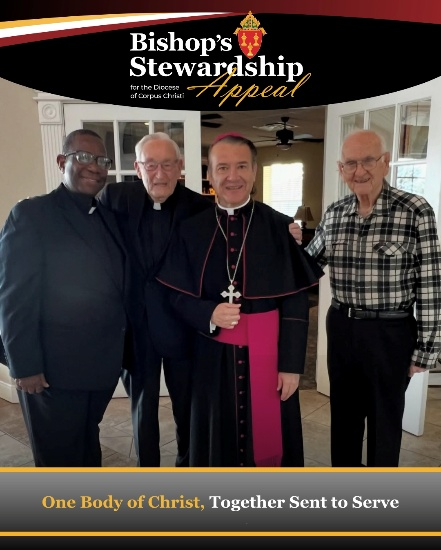 Bishop's
Stewardship
for the Diocese
of Corpus Christi
Appeal
One Body of Christ, Together Sent to Serve